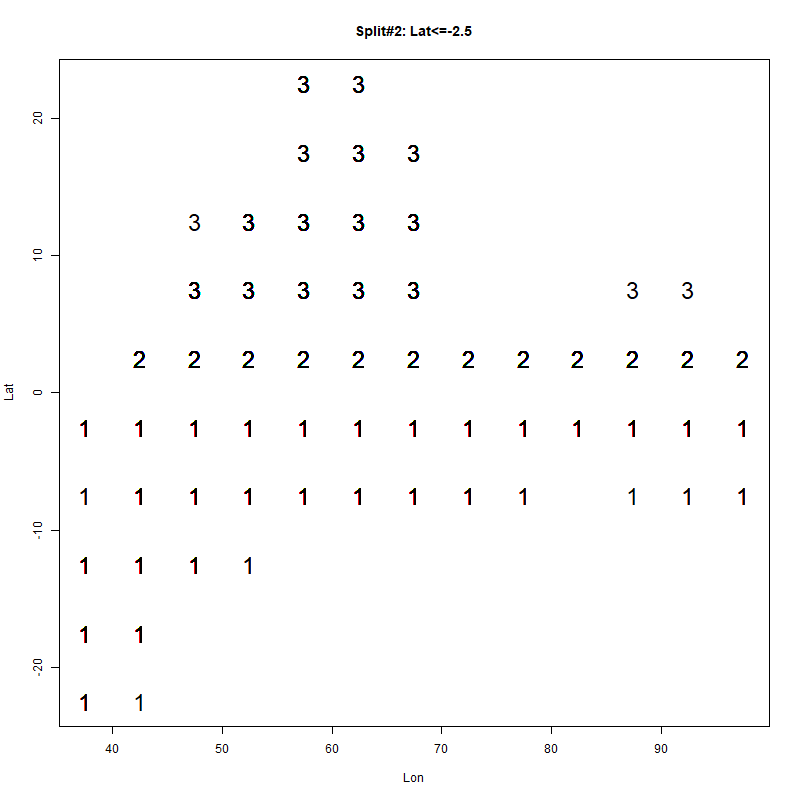 Split#2: Lat<=-2.5
3 3
20
3 3 3
3 3 3 3 3
10
3 3 3 3 3 3 3
2 2 2 2 2 2 2 2 2 2 2 2
0
Lat
1 1 1 1 1 1 1 1 1 1 1 1 1
1 1 1 1 1 1 1 1 1 1 1 1
-10
1 1 1 1
1 1
-20
1 1
40 50 60 70 80 90
Lon